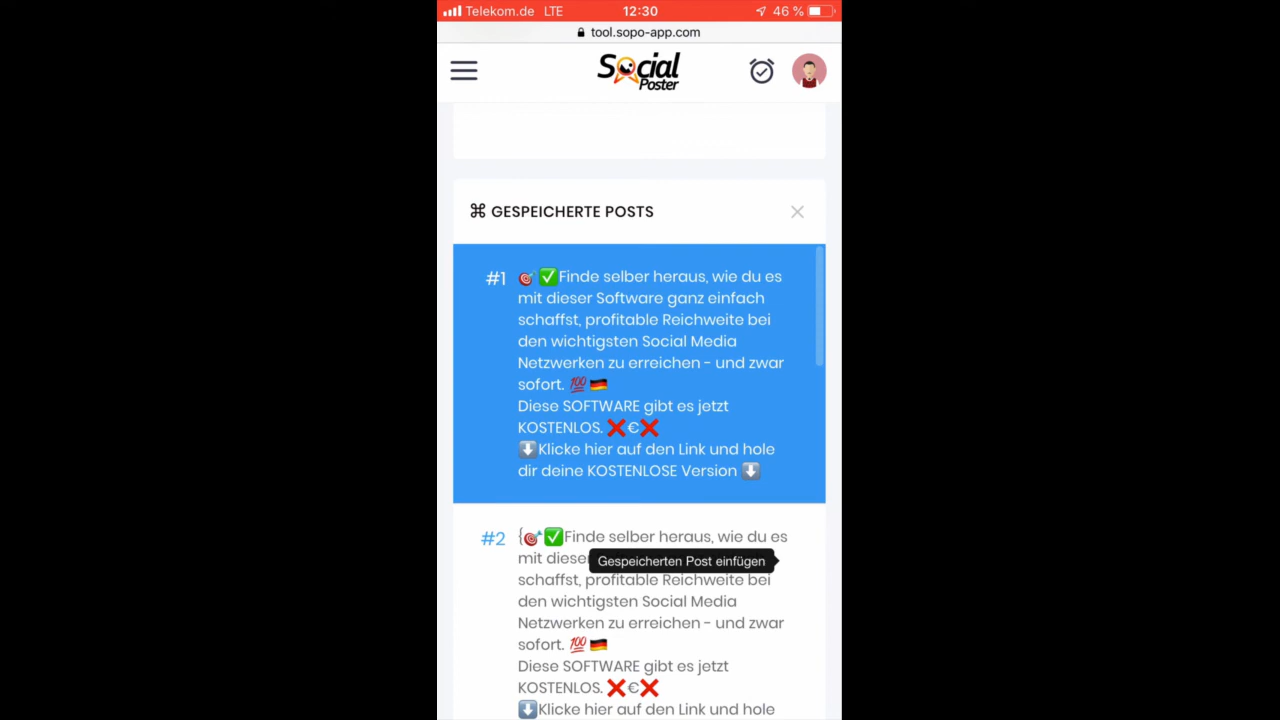 Telekom.de LTE 12:30 46 %
tool.sopo-app.com
Social
Poster
⌘ GESPEICHERTE POSTS
#1 🎯✅Finde selber heraus, wie du es
mit dieser Software ganz einfach
schaffst, profitable Reichweite bei
den wichtigsten Social Media
Netzwerken zu erreichen - und zwar
sofort. 💯🇩🇪
Diese SOFTWARE gibt es jetzt
KOSTENLOS. ❌€❌
⬇️Klicke hier auf den Link und hole
dir deine KOSTENLOSE Version ⬇️
#2 {🎯✅Finde selber heraus, wie du es
mit dieser
Gespeicherten Post einfügen
schaffst, profitable Reichweite bei
den wichtigsten Social Media
Netzwerken zu erreichen - und zwar
sofort. 💯🇩🇪
Diese SOFTWARE gibt es jetzt
KOSTENLOS. ❌€❌
⬇️Klicke hier auf den Link und hole